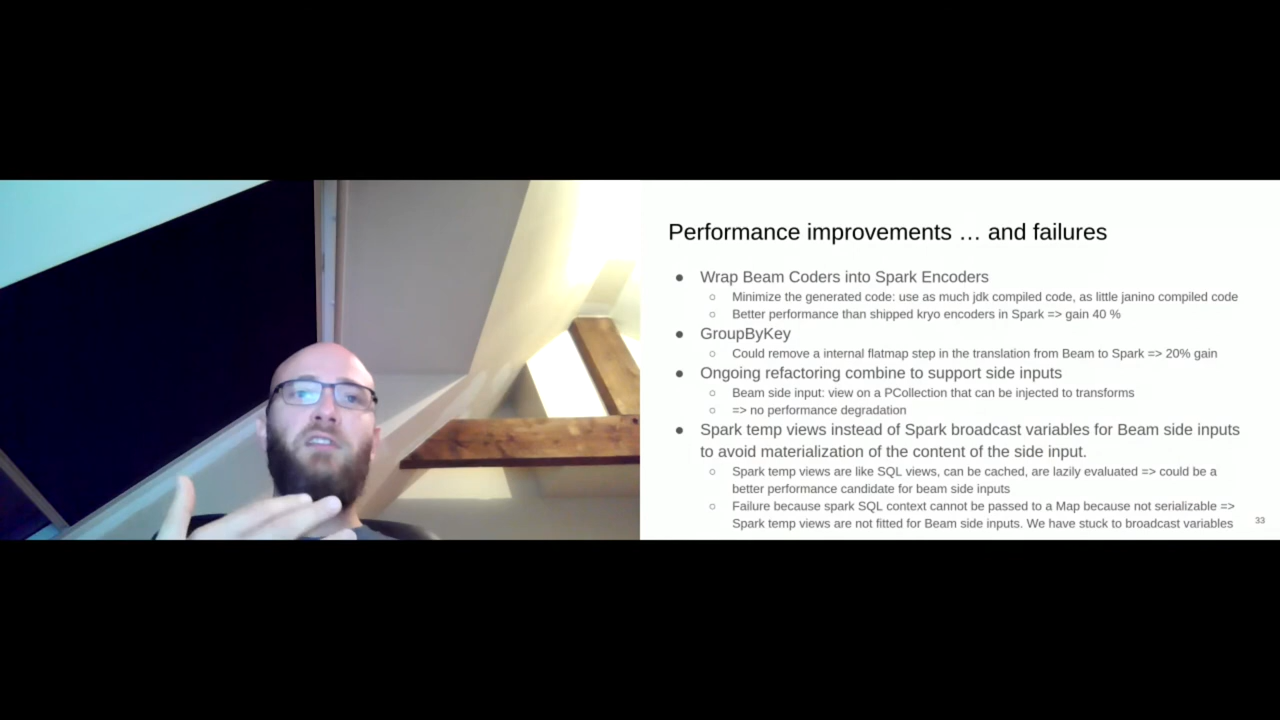 Performance improvements … and failures
● Wrap Beam Coders into Spark Encoders
○ Minimize the generated code: use as much jdk compiled code, as little janino compiled code
○ Better performance than shipped kryo encoders in Spark => gain 40 %
● GroupByKey
○ Could remove a internal flatmap step in the translation from Beam to Spark => 20% gain
● Ongoing refactoring combine to support side inputs
○ Beam side input: view on a PCollection that can be injected to transforms
○ => no performance degradation
● Spark temp views instead of Spark broadcast variables for Beam side inputs
to avoid materialization of the content of the side input.
○ Spark temp views are like SQL views, can be cached, are lazily evaluated => could be a
better performance candidate for beam side inputs
○ Failure because spark SQL context cannot be passed to a Map because not serializable =>
Spark temp views are not fitted for Beam side inputs. We have stuck to broadcast variables
33